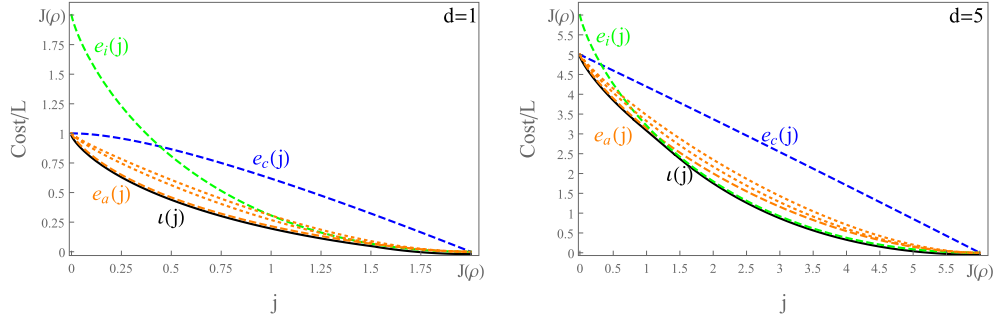 J(ρ)
d=1
1.75
1.5
1.25
1
0.75
0.5
0.25
0
Cost/L
e_i(j)
e_c(j)
e_a(j)
ι(j)
0 0.25 0.5 0.75 1 1.25 1.5 1.75 J(ρ)
j
J(ρ)
d=5
5.5
5
4.5
4
3.5
3
2.5
2
1.5
1
0.5
0
Cost/L
e_i(j)
e_c(j)
e_a(j)
ι(j)
0 0.5 1 1.5 2 2.5 3 3.5 4 4.5 5 5.5 J(ρ)
j